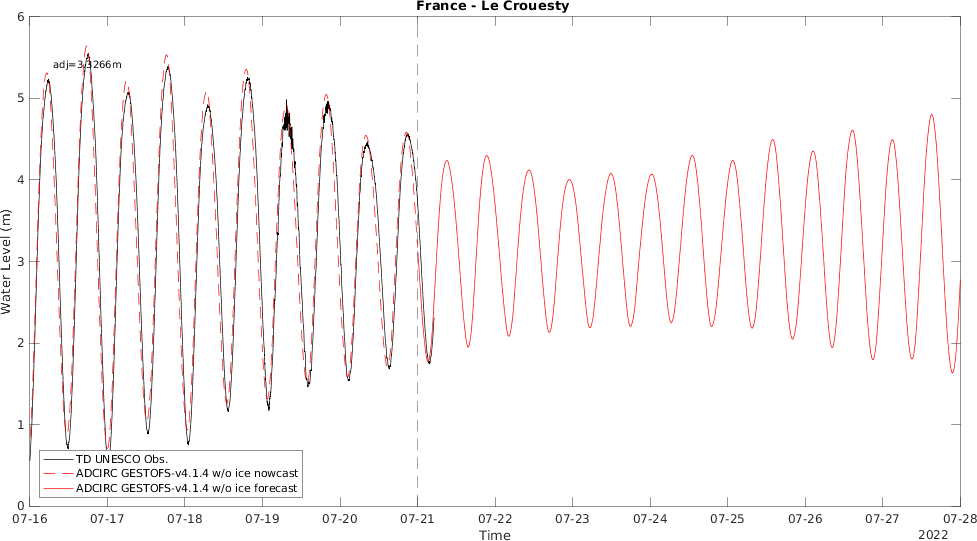 France - Le Crouesty
adj=3.3266m
Water Level (m)
6
5
4
3
2
1
0
TD UNESCO Obs.
ADCIRC GESTOFS-v4.1.4 w/o ice nowcast
ADCIRC GESTOFS-v4.1.4 w/o ice forecast
07-16 07-17 07-18 07-19 07-20 07-21 07-22 07-23 07-24 07-25 07-26 07-27 07-28
Time
2022